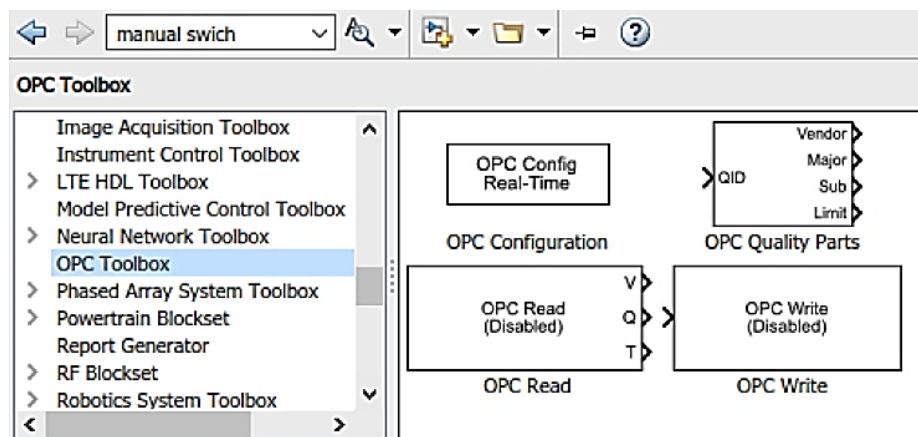 manual swich
OPC Toolbox
Image Acquisition Toolbox
Instrument Control Toolbox
LTE HDL Toolbox
Model Predictive Control Toolbox
Neural Network Toolbox
OPC Toolbox
Phased Array System Toolbox
Powertrain Blockset
Report Generator
RF Blockset
Robotics System Toolbox
OPC Config
Real-Time
OPC Configuration
QID
Vendor
Major
Sub
Limit
OPC Quality Parts
OPC Read
(Disabled)
V
Q
T
OPC Read
OPC Write
(Disabled)
OPC Write